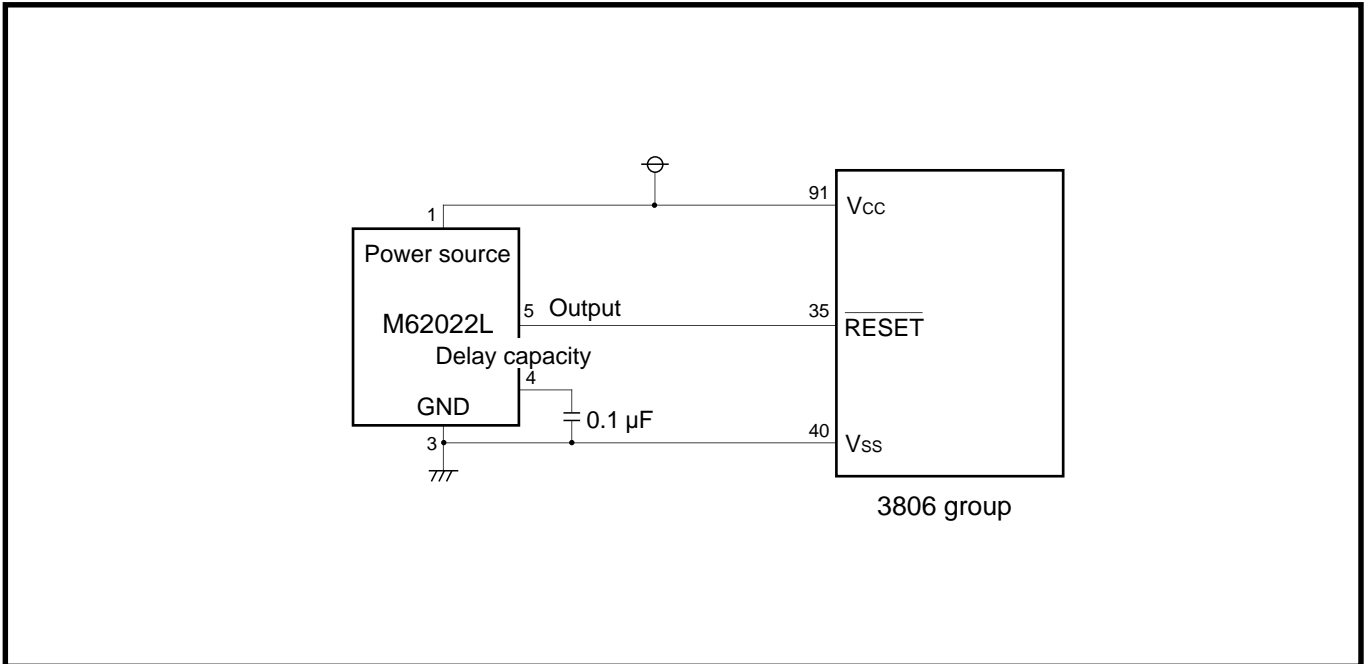 91
VCC
1
Power source
5 Output
35
RESET
M62022L
Delay capacity
4
GND
0.1 µF
3
40
VSS
3806 group